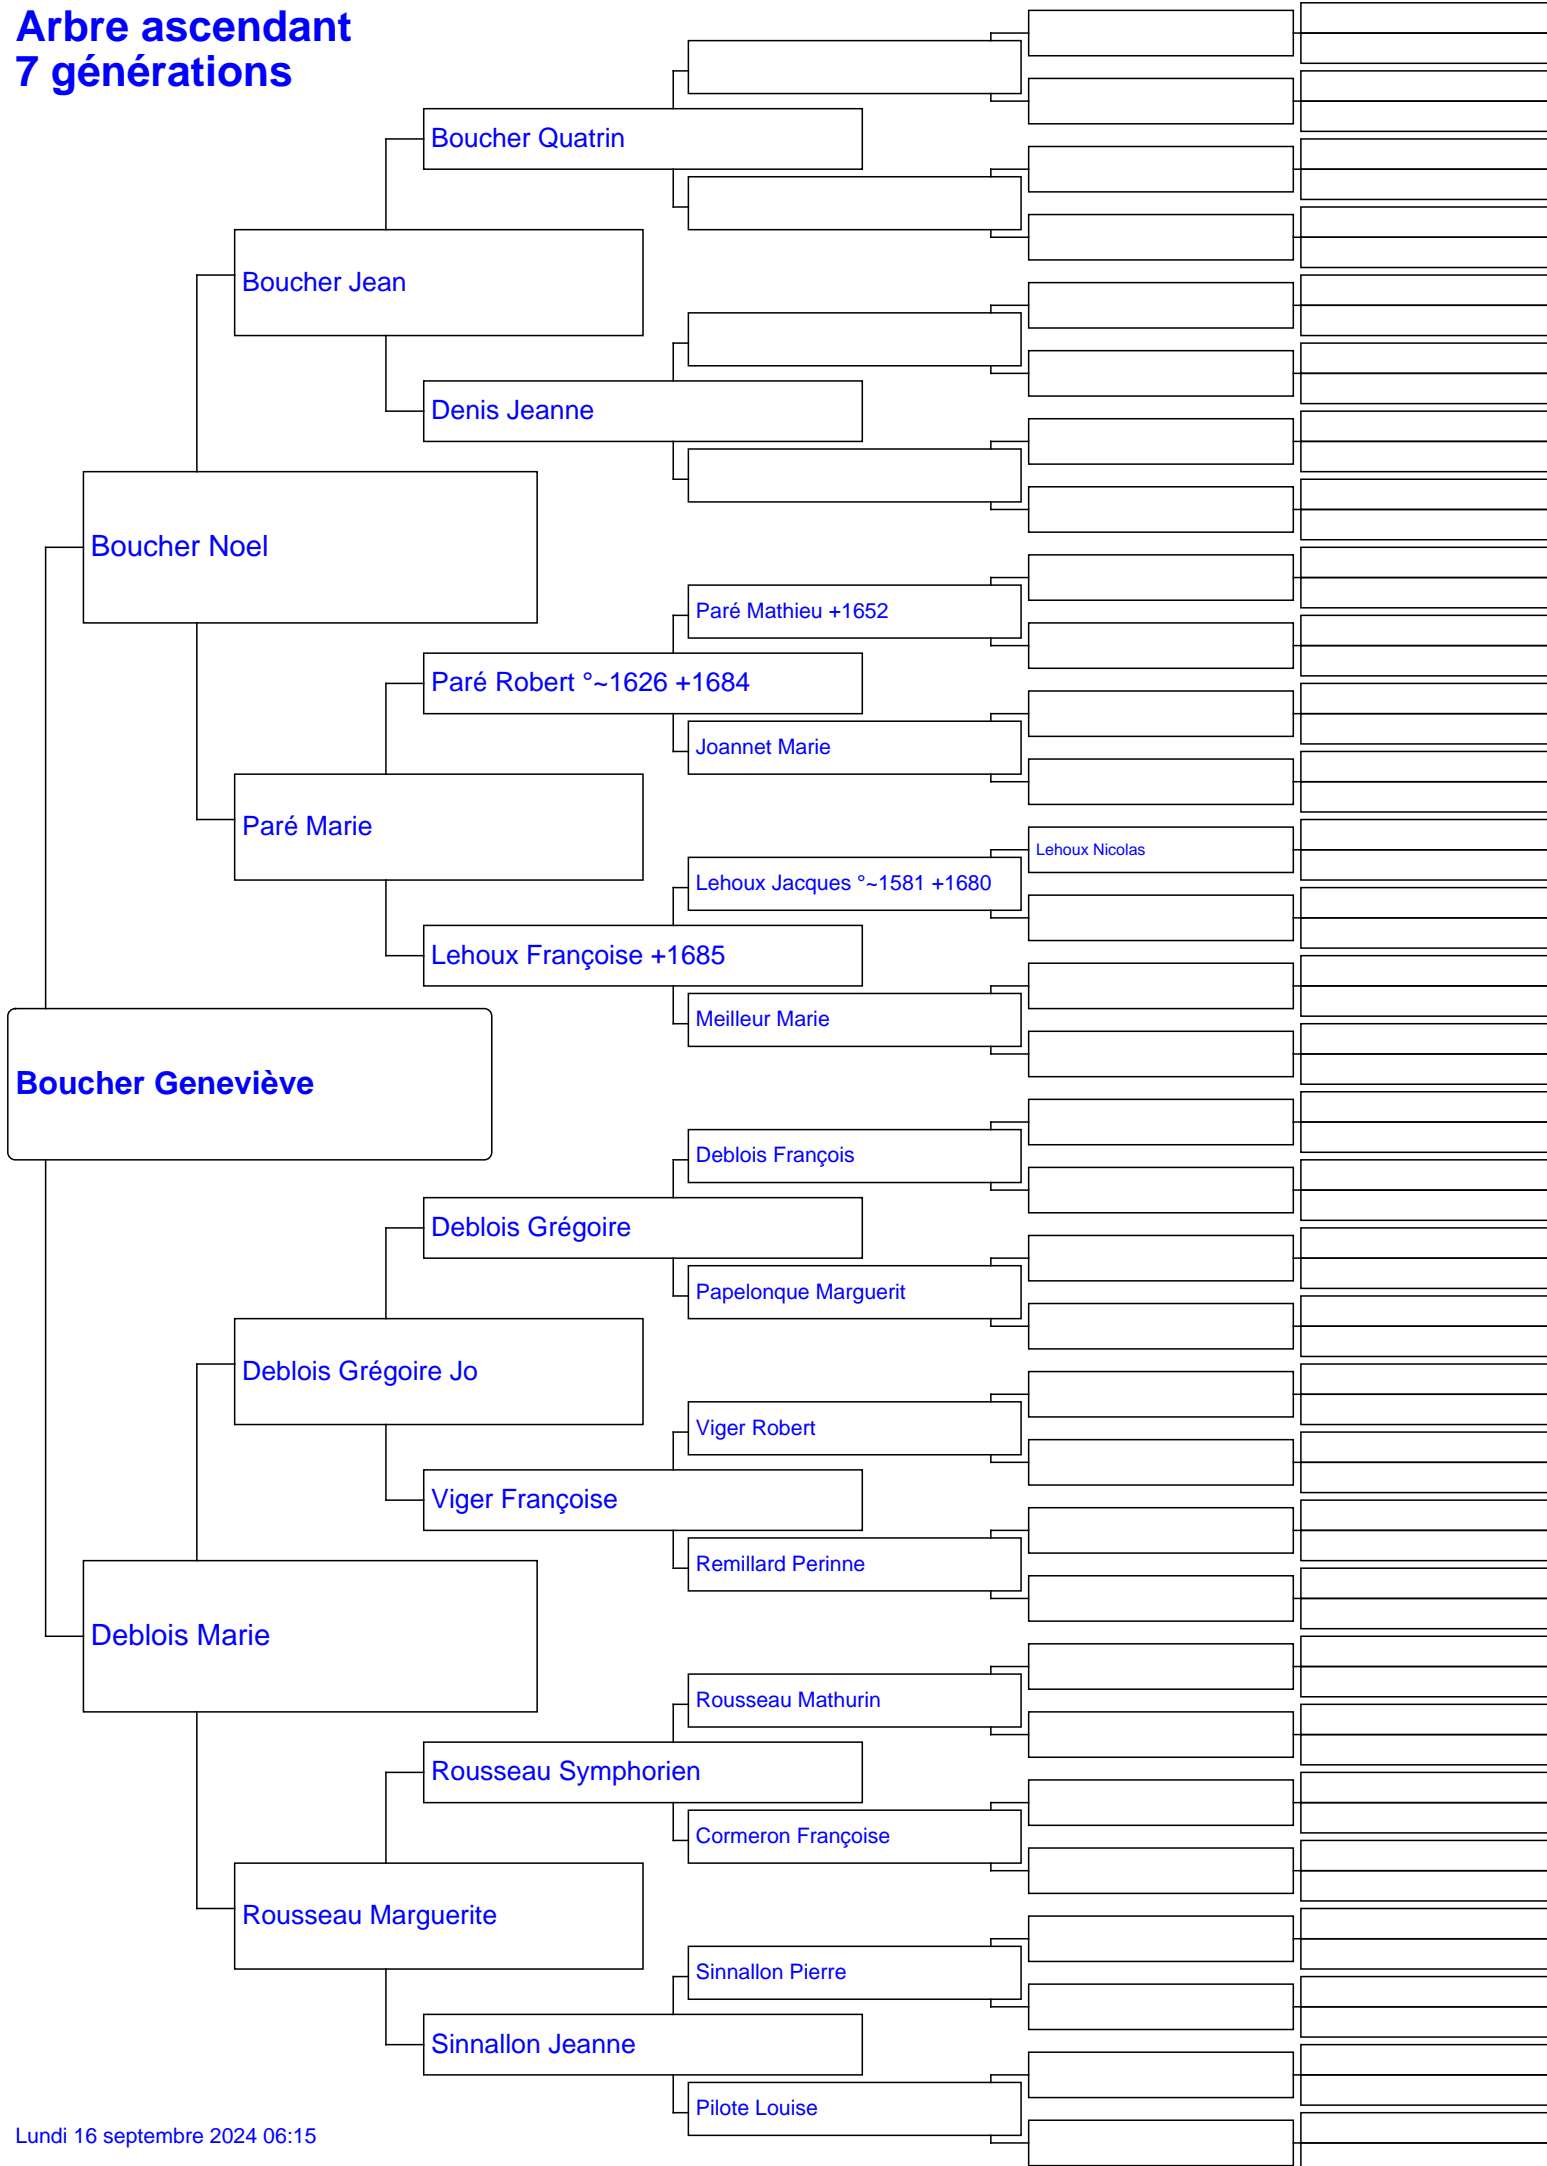 Arbre ascendant
7 générations
Boucher Quatrin
Boucher Jean
Denis Jeanne
Boucher Noel
Paré Mathieu +1652
Paré Robert °~1626 +1684
Joannet Marie
Paré Marie
Lehoux Nicolas
Lehoux Jacques °~1581 +1680
Lehoux Françoise +1685
Meilleur Marie
Boucher Geneviève
Deblois François
Deblois Grégoire
Papelonque Marguerit
Deblois Grégoire Jo
Viger Robert
Viger Françoise
Remillard Perinne
Deblois Marie
Rousseau Mathurin
Rousseau Symphorien
Cormeron Françoise
Rousseau Marguerite
Sinnallon Pierre
Sinnallon Jeanne
Pilote Louise
Lundi 16 septembre 2024 06:15